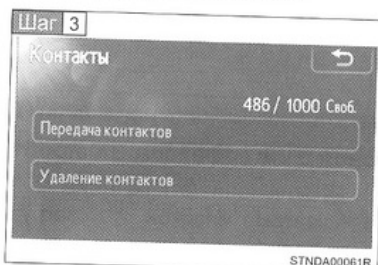 Шаг 3
Контакты
486 / 1000 Своб.
Передача контактов
Удаление контактов
STNDA00061R